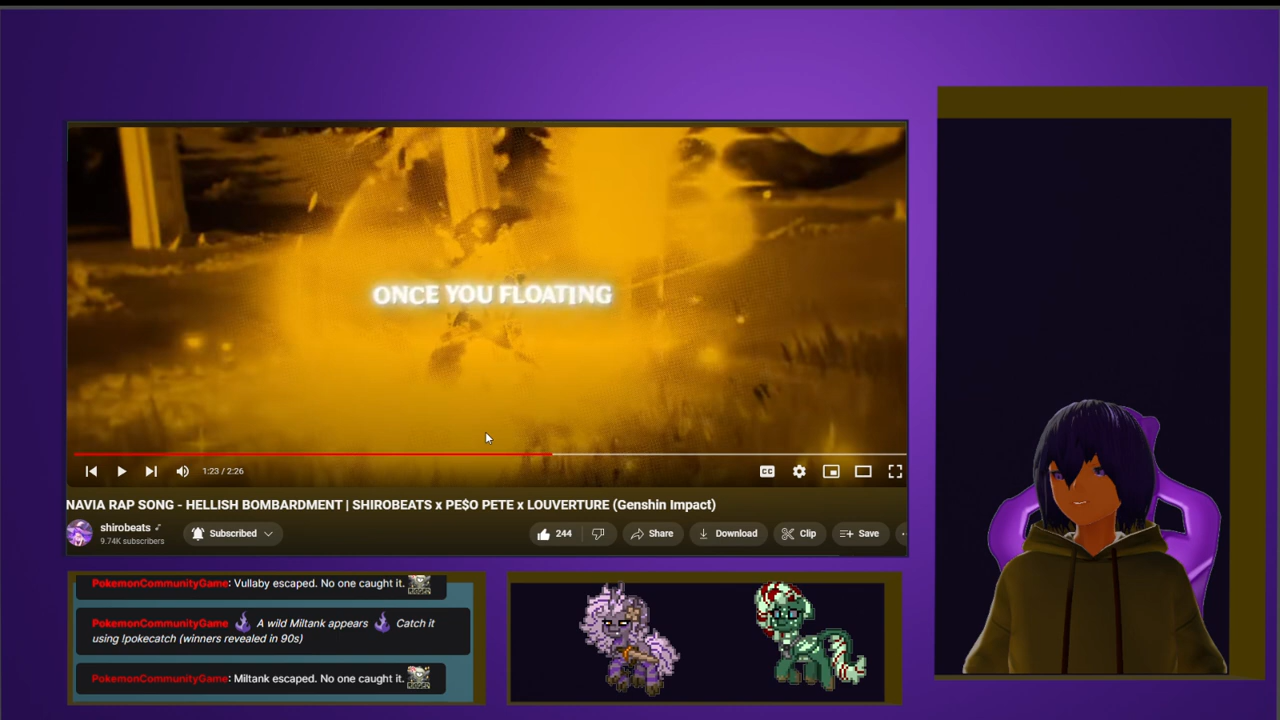 ONCE YOU FLOATING
1:23 / 2:26
CC
NAVIA RAP SONG - HELLISH BOMBARDMENT | SHIROBEATS x PE$O PETE x LOUVERTURE (Genshin Impact)
shirobeats
9.74K subscribers
Subscribed
244
Share
Download
Clip
Save
PokemonCommunityGame: Vullaby escaped. No one caught it.
PokemonCommunityGame A wild Miltank appears Catch it
using !pokecatch (winners revealed in 90s)
PokemonCommunityGame: Miltank escaped. No one caught it.